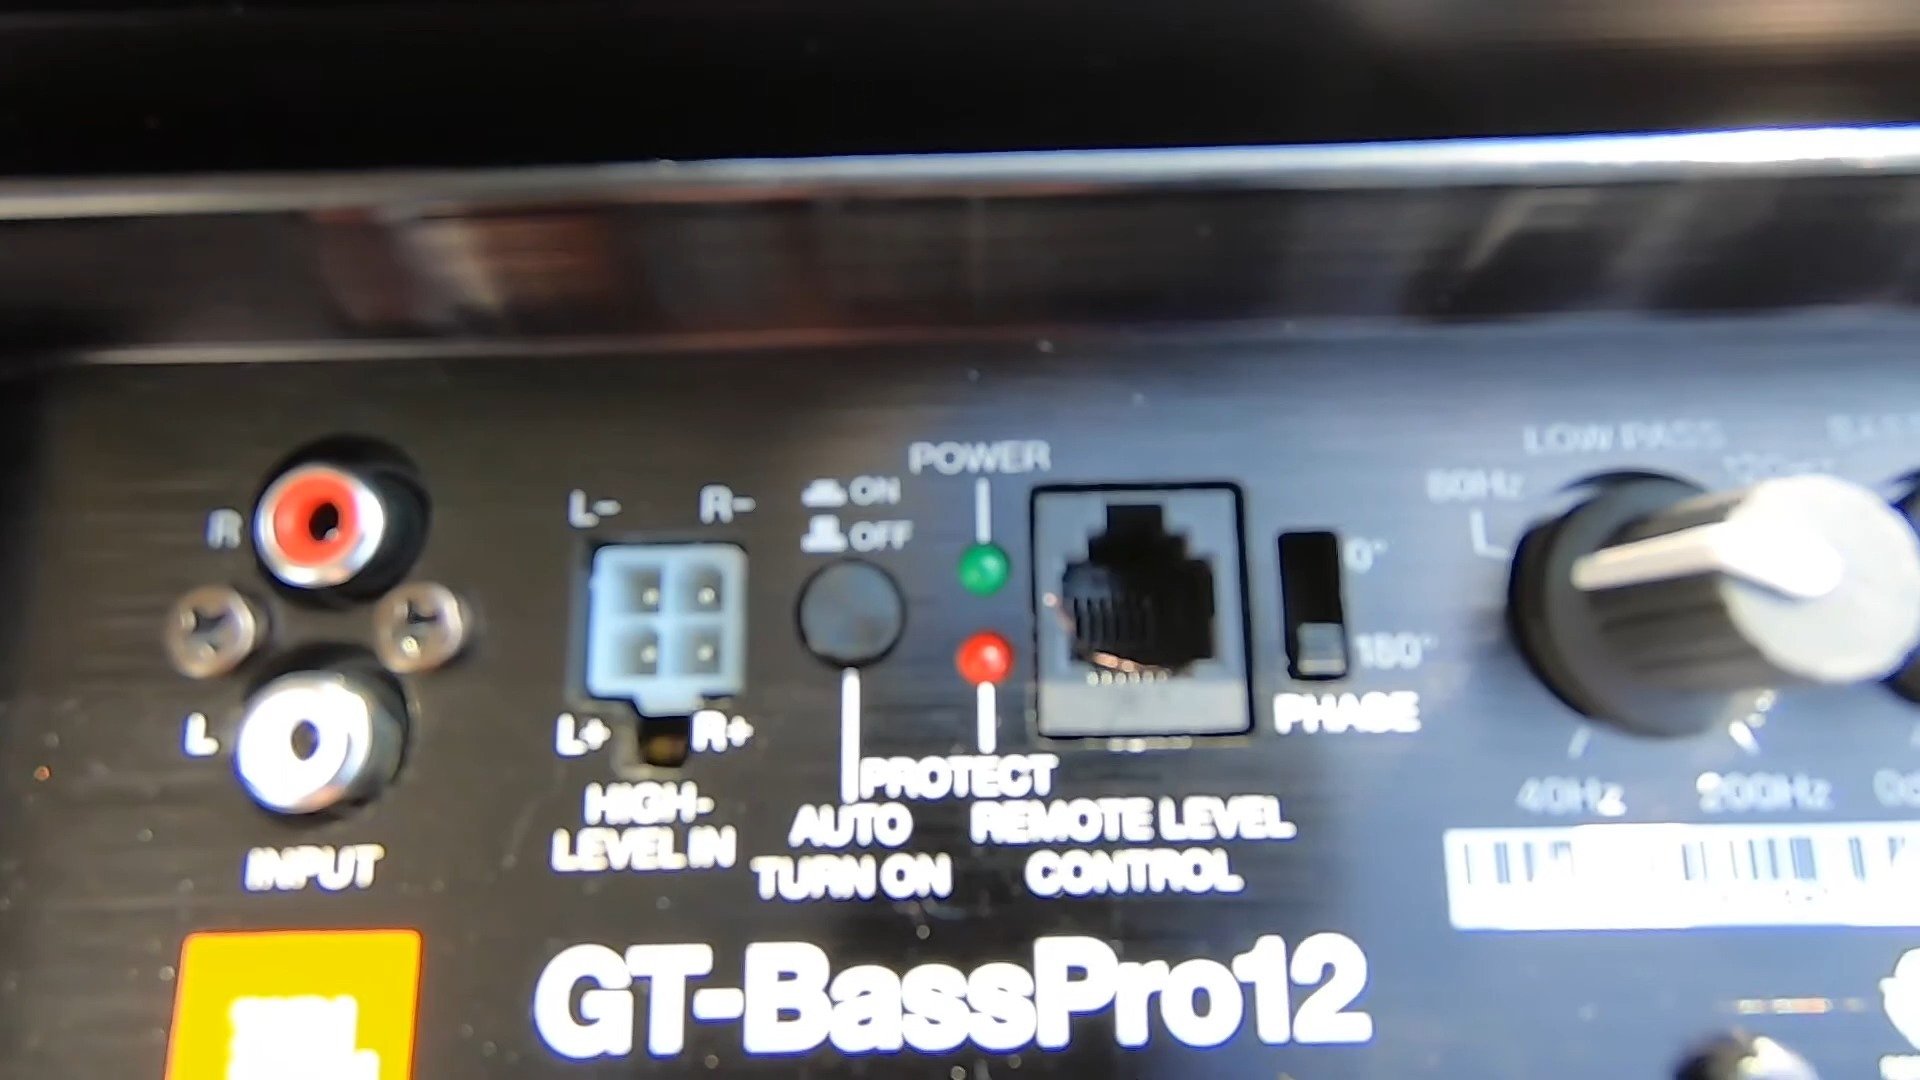 POWER
LOW PASS
R
L-
R-
ON
OFF
80Hz
0°
180°
L
L+
R+
PHASE
PROTECT
40Hz
200Hz
HIGH-
LEVEL IN
AUTO
TURN ON
REMOTE LEVEL
CONTROL
INPUT
GT-BassPro12